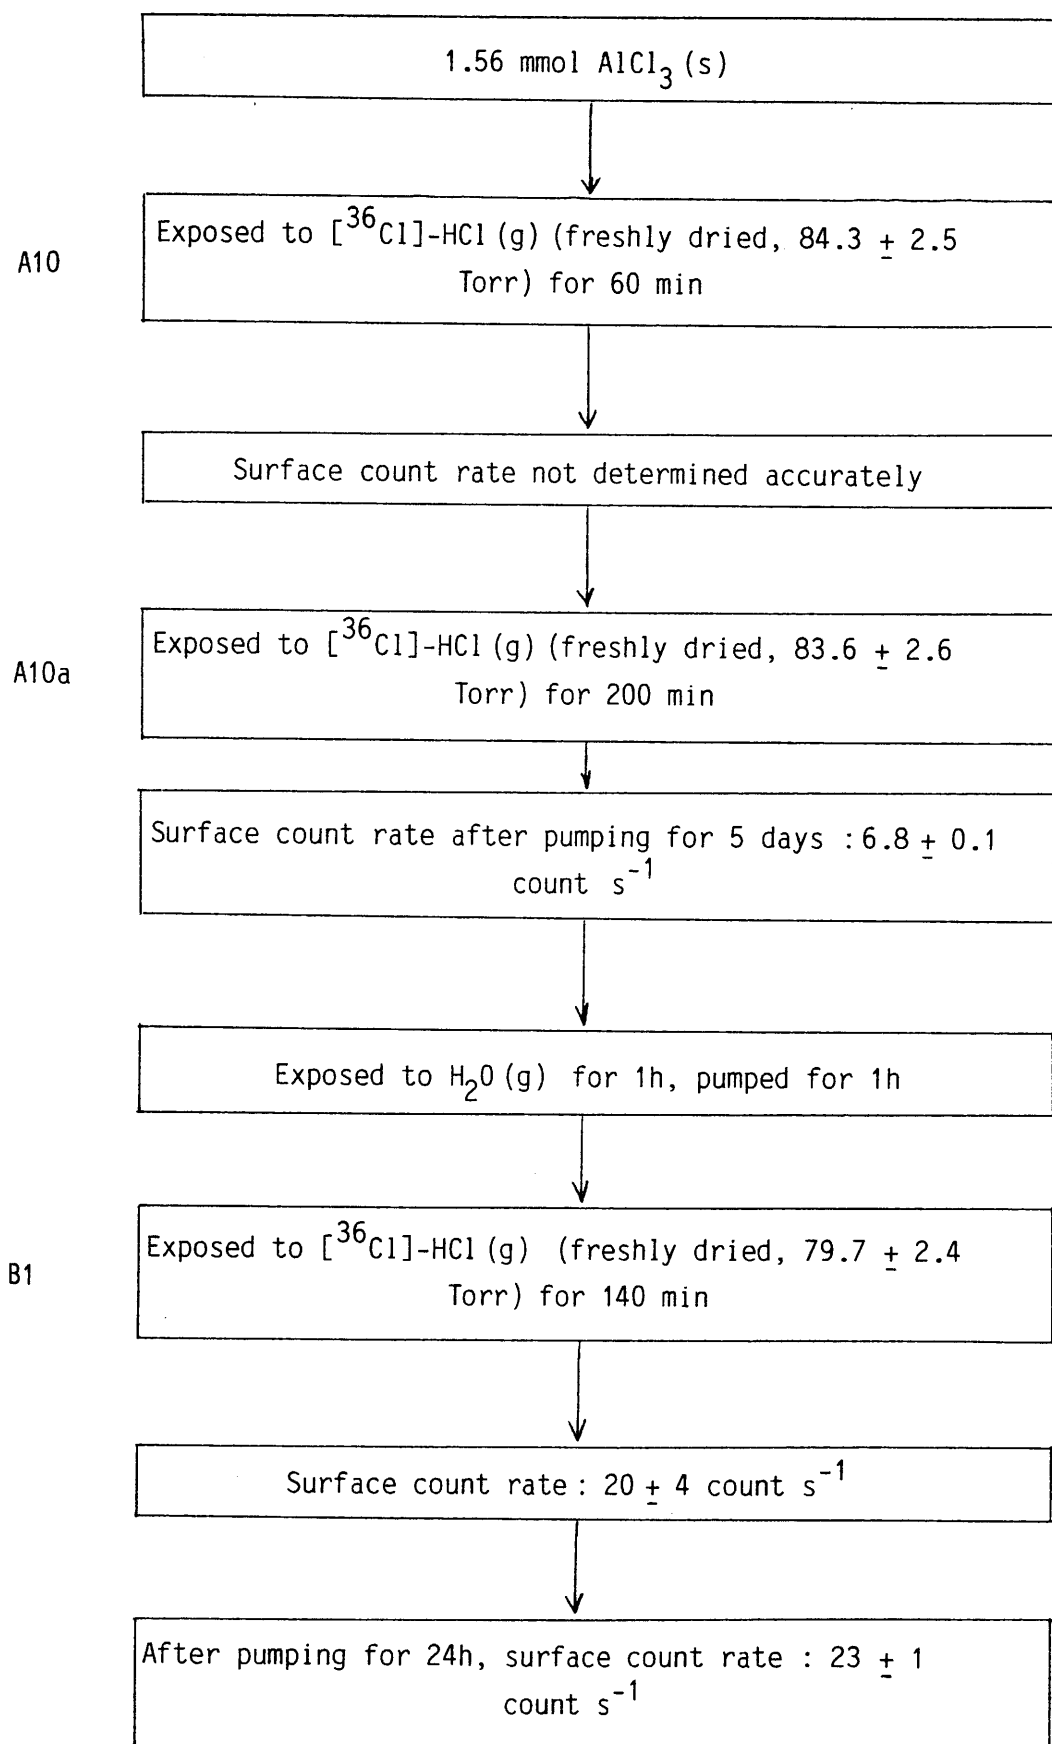 1.56 mmol AlCl₃ (s)
A10
Exposed to [³⁶Cl]-HCl (g) (freshly dried, 84.3 ± 2.5
Torr) for 60 min
Surface count rate not determined accurately
A10a
Exposed to [³⁶Cl]-HCl (g) (freshly dried, 83.6 ± 2.6
Torr) for 200 min
Surface count rate after pumping for 5 days : 6.8 ± 0.1
count s⁻¹
Exposed to H₂O (g) for 1h, pumped for 1h
B1
Exposed to [³⁶Cl]-HCl (g) (freshly dried, 79.7 ± 2.4
Torr) for 140 min
Surface count rate : 20 ± 4 count s⁻¹
After pumping for 24h, surface count rate : 23 ± 1
count s⁻¹